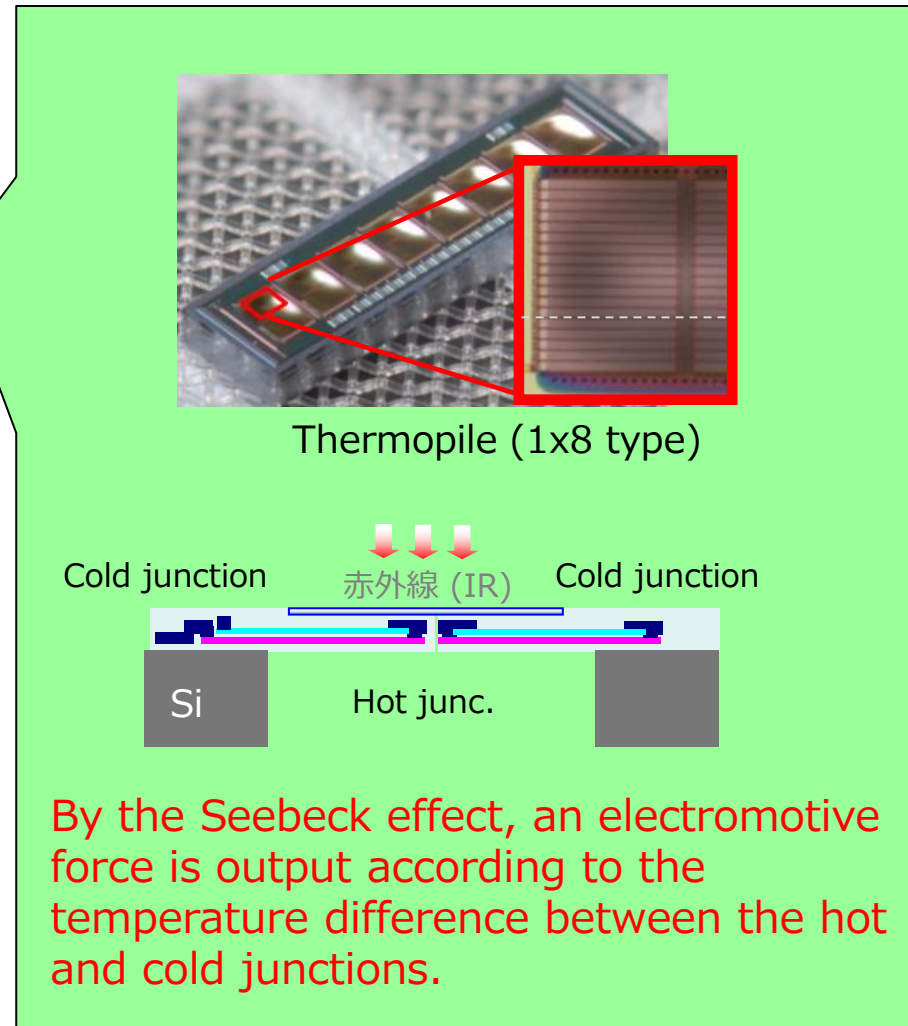 Thermopile (1x8 type)
Cold junction
赤外線 (IR)
Cold junction
Si
Hot junc.
By the Seebeck effect, an electromotive
force is output according to the
temperature difference between the hot
and cold junctions.